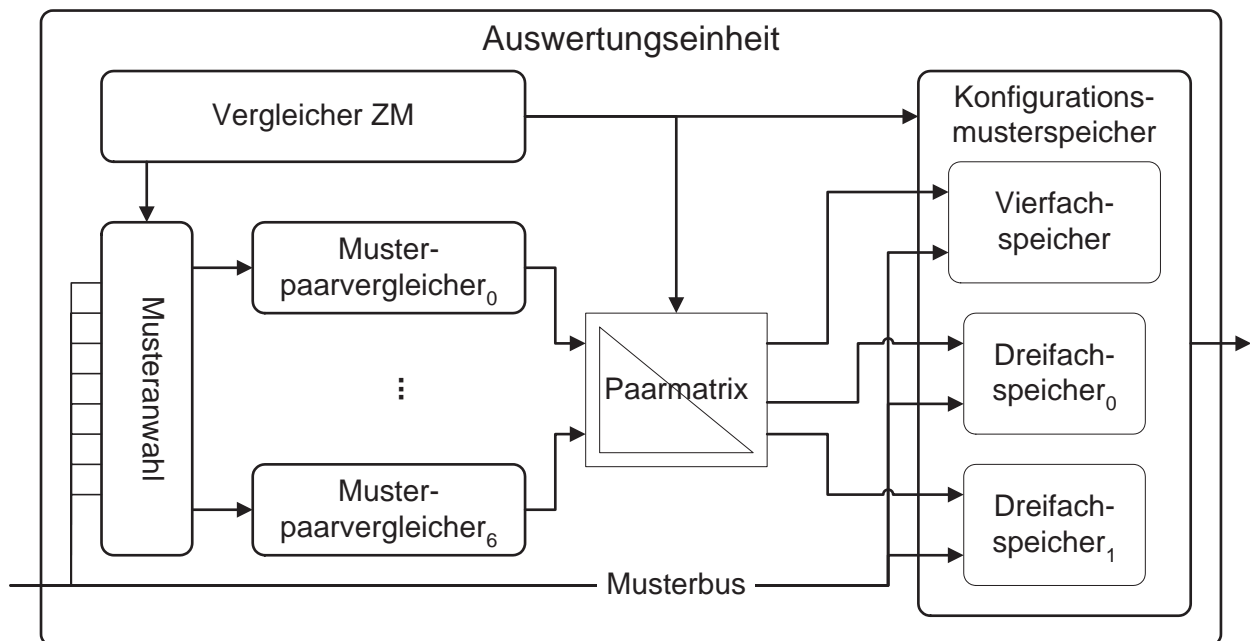 Auswertungseinheit
Vergleicher ZM
Konfigurations-
musterspeicher
Musteranwahl
Muster-
paarvergleicher₀
...
Muster-
paarvergleicher₆
Paarmatrix
Vierfach-
speicher
Dreifach-
speicher₀
Dreifach-
speicher₁
Musterbus